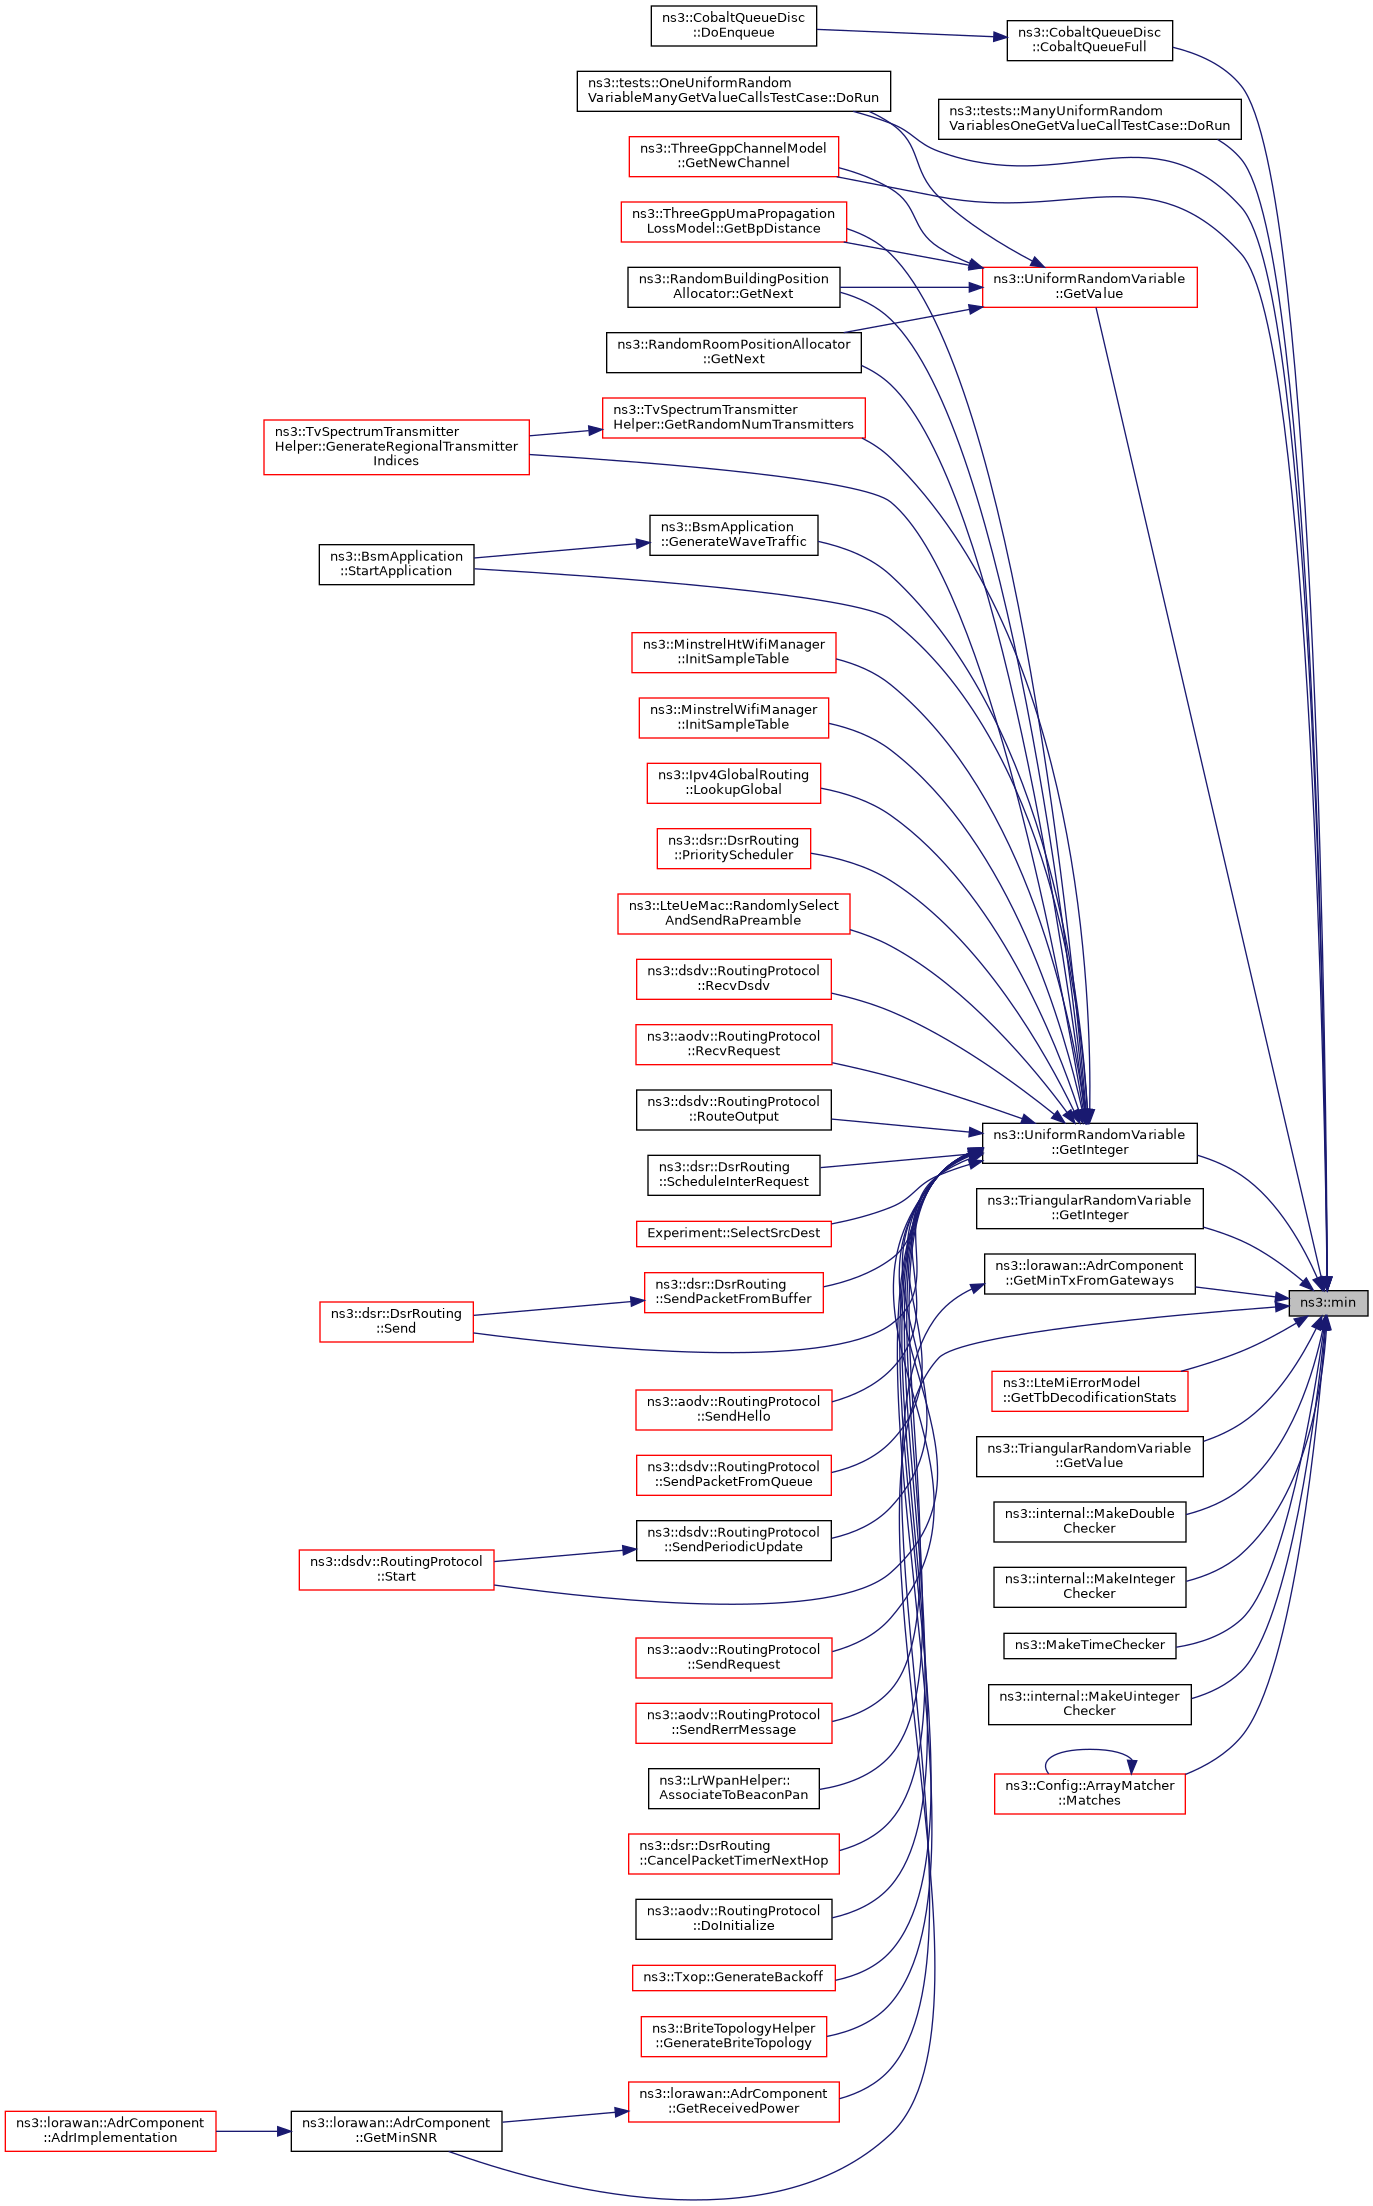 ns3::CobaltQueueDisc
::DoEnqueue
ns3::CobaltQueueDisc
::CobaltQueueFull
ns3::tests::OneUniformRandom
VariableManyGetValueCallsTestCase::DoRun
ns3::tests::ManyUniformRandom
VariablesOneGetValueCallTestCase::DoRun
ns3::ThreeGppChannelModel
::GetNewChannel
ns3::ThreeGppUmaPropagation
LossModel::GetBpDistance
ns3::RandomBuildingPosition
Allocator::GetNext
ns3::UniformRandomVariable
::GetValue
ns3::RandomRoomPositionAllocator
::GetNext
ns3::TvSpectrumTransmitter
Helper::GetRandomNumTransmitters
ns3::TvSpectrumTransmitter
Helper::GenerateRegionalTransmitter
Indices
ns3::BsmApplication
::GenerateWaveTraffic
ns3::BsmApplication
::StartApplication
ns3::MinstrelHtWifiManager
::InitSampleTable
ns3::MinstrelWifiManager
::InitSampleTable
ns3::Ipv4GlobalRouting
::LookupGlobal
ns3::dsr::DsrRouting
::PriorityScheduler
ns3::LteUeMac::RandomlySelect
AndSendRaPreamble
ns3::dsdv::RoutingProtocol
::RecvDsdv
ns3::aodv::RoutingProtocol
::RecvRequest
ns3::dsdv::RoutingProtocol
::RouteOutput
ns3::UniformRandomVariable
::GetInteger
ns3::dsr::DsrRouting
::ScheduleInterRequest
ns3::TriangularRandomVariable
::GetInteger
Experiment::SelectSrcDest
ns3::lorawan::AdrComponent
::GetMinTxFromGateways
ns3::dsr::DsrRouting
::SendPacketFromBuffer
ns3::min
ns3::dsr::DsrRouting
::Send
ns3::LteMiErrorModel
::GetTbDecodificationStats
ns3::aodv::RoutingProtocol
::SendHello
ns3::TriangularRandomVariable
::GetValue
ns3::dsdv::RoutingProtocol
::SendPacketFromQueue
ns3::internal::MakeDouble
Checker
ns3::dsdv::RoutingProtocol
::SendPeriodicUpdate
ns3::dsdv::RoutingProtocol
::Start
ns3::internal::MakeInteger
Checker
ns3::MakeTimeChecker
ns3::aodv::RoutingProtocol
::SendRequest
ns3::internal::MakeUinteger
Checker
ns3::aodv::RoutingProtocol
::SendRerrMessage
ns3::LrWpanHelper::
AssociateToBeaconPan
ns3::Config::ArrayMatcher
::Matches
ns3::dsr::DsrRouting
::CancelPacketTimerNextHop
ns3::aodv::RoutingProtocol
::DoInitialize
ns3::Txop::GenerateBackoff
ns3::BriteTopologyHelper
::GenerateBriteTopology
ns3::lorawan::AdrComponent
::GetReceivedPower
ns3::lorawan::AdrComponent
::AdrImplementation
ns3::lorawan::AdrComponent
::GetMinSNR